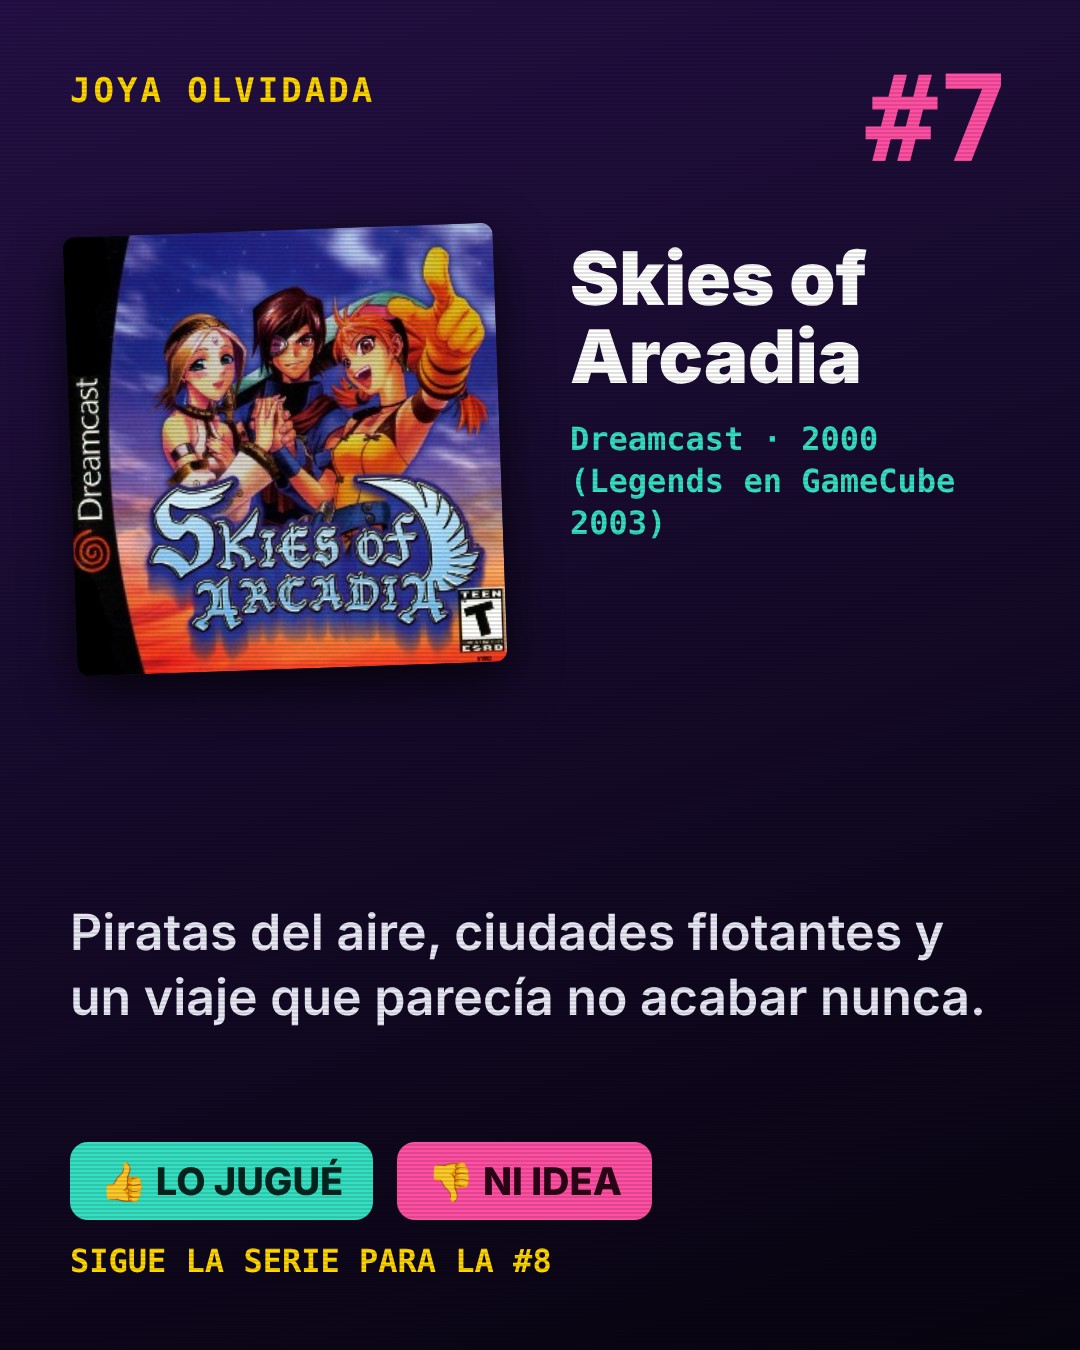 JOYA OLVIDADA
#7
Dreamcast
SKIES OF
ARCADIA
TEEN
T
ESRB
Skies of
Arcadia
Dreamcast · 2000
(Legends en GameCube
2003)
Piratas del aire, ciudades flotantes y
un viaje que parecía no acabar nunca.
👍 LO JUGUÉ
👎 NI IDEA
SIGUE LA SERIE PARA LA #8